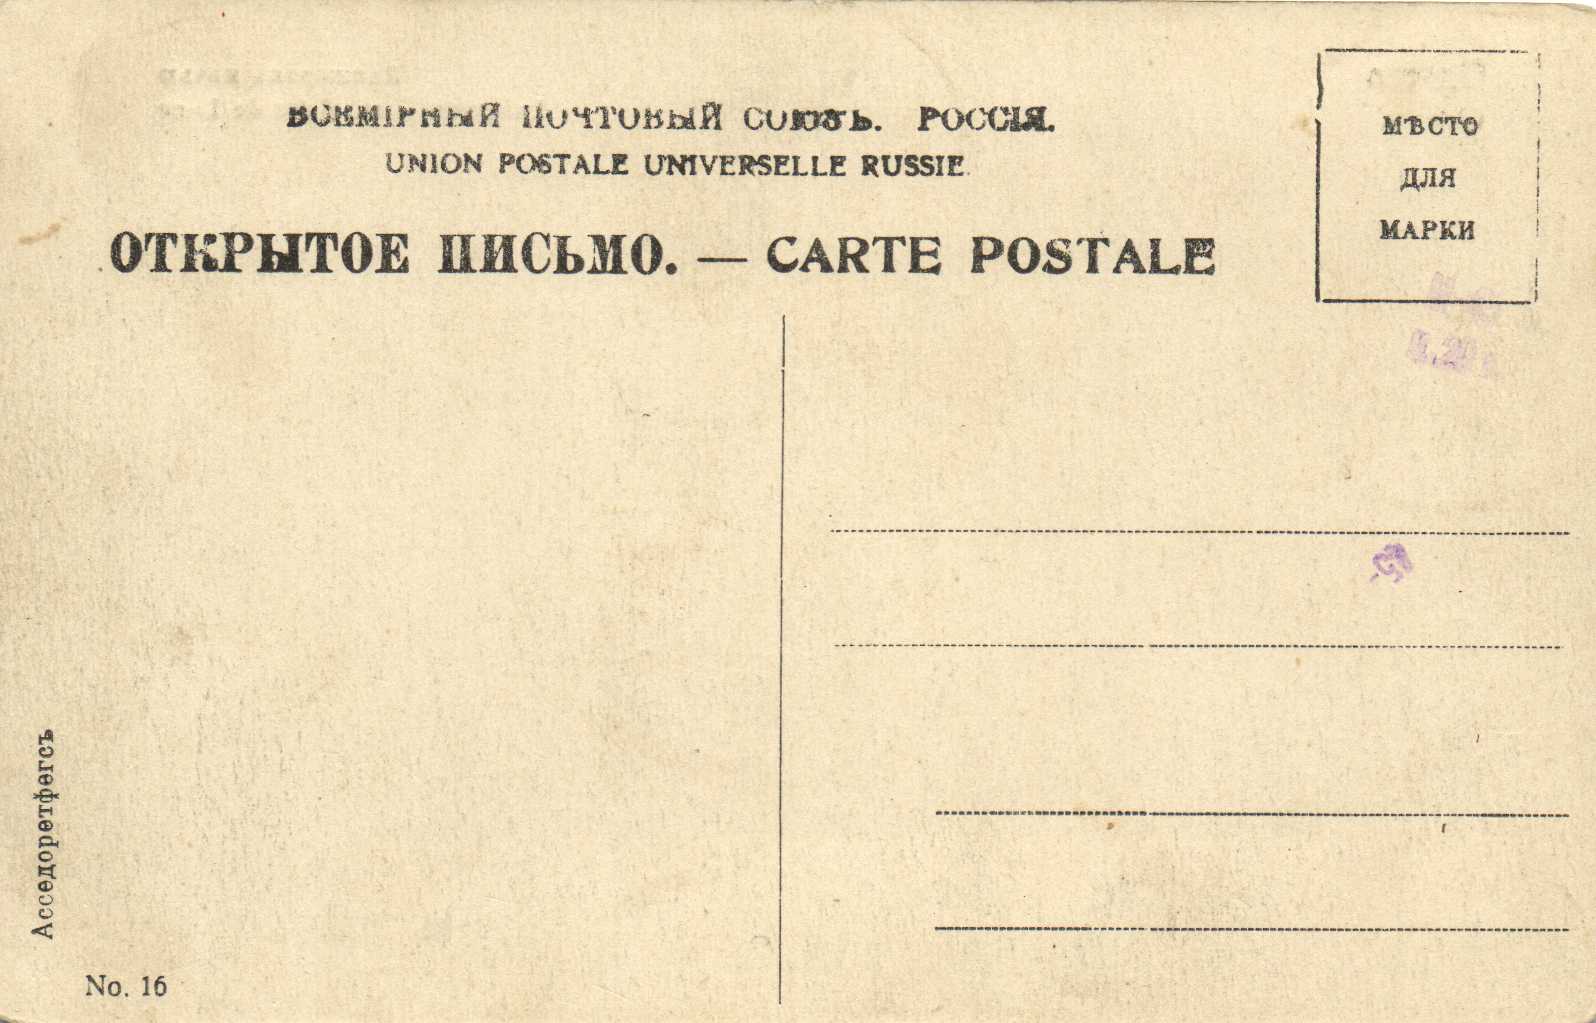 ВСЕМІРНЫЙ ПОЧТОВЫЙ СОЮЗЪ. РОССІЯ.
UNION POSTALE UNIVERSELLE RUSSIE
ОТКРЫТОЕ ПИСЬМО. — CARTE POSTALE
МѢСТО
ДЛЯ
МАРКИ
Асседоретфегсъ
No. 16